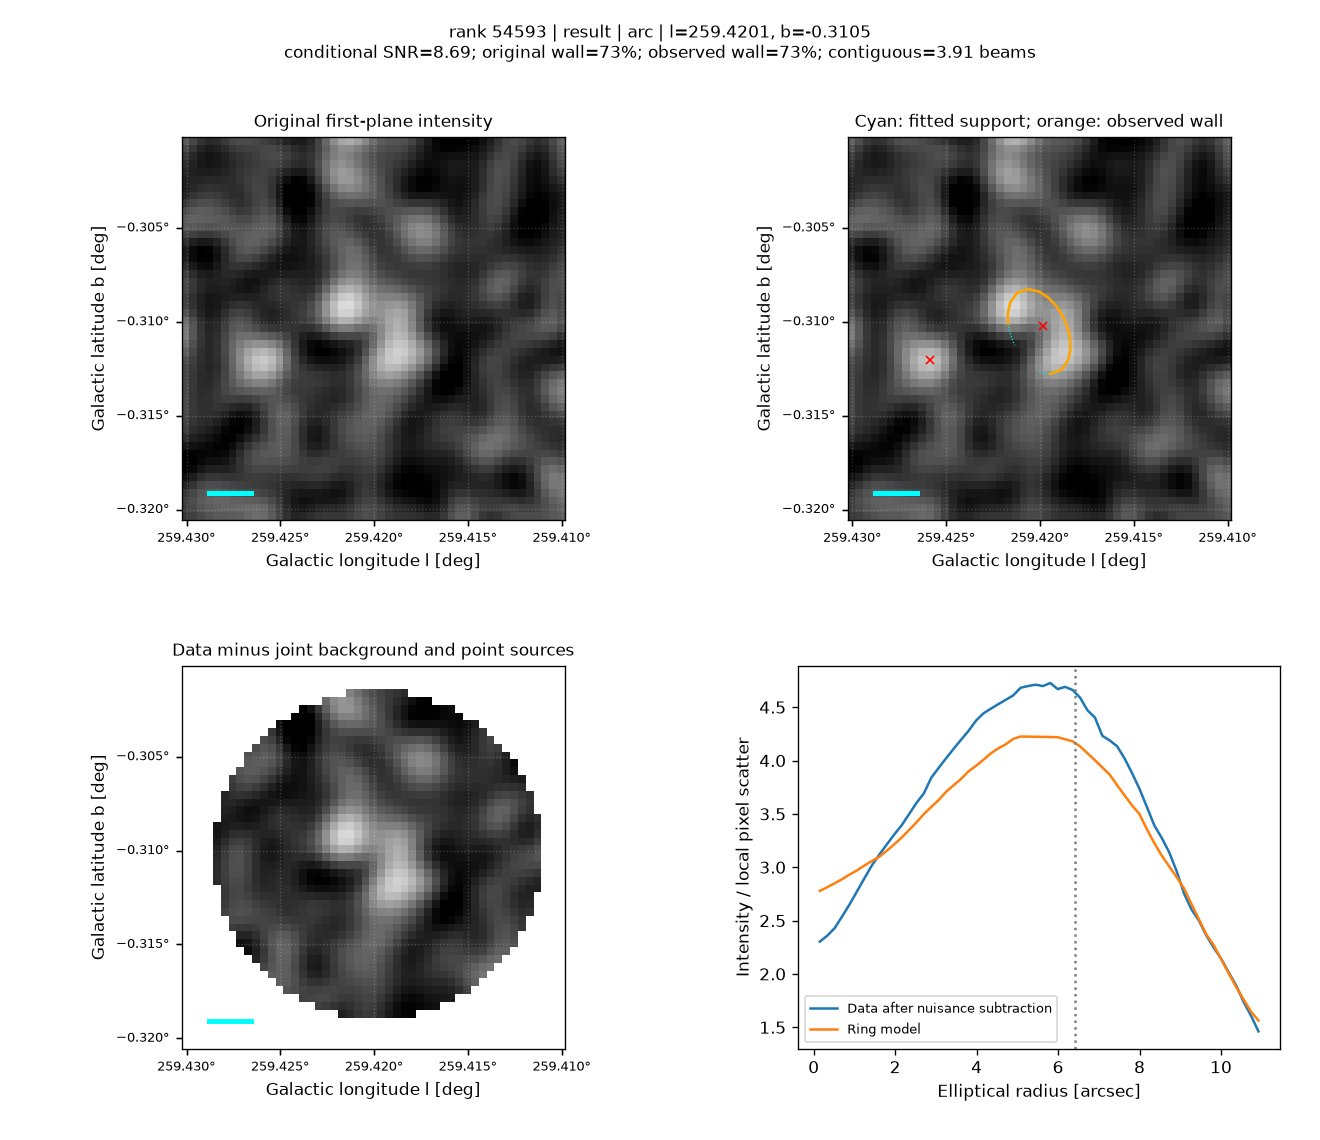 rank 54593 | result | arc | l=259.4201, b=-0.3105
conditional SNR=8.69; original wall=73%; observed wall=73%; contiguous=3.91 beams
Original first-plane intensity
Galactic latitude b [deg]
−0.305°
−0.310°
−0.315°
−0.320°
259.430°
259.425°
259.420°
259.415°
259.410°
Galactic longitude l [deg]
Cyan: fitted support; orange: observed wall
Galactic latitude b [deg]
−0.305°
−0.310°
−0.315°
−0.320°
259.430°
259.425°
259.420°
259.415°
259.410°
Galactic longitude l [deg]
Data minus joint background and point sources
Galactic latitude b [deg]
−0.305°
−0.310°
−0.315°
−0.320°
259.430°
259.425°
259.420°
259.415°
259.410°
Galactic longitude l [deg]
Intensity / local pixel scatter
4.5
4.0
3.5
3.0
2.5
2.0
1.5
Data after nuisance subtraction
Ring model
0
2
4
6
8
10
Elliptical radius [arcsec]